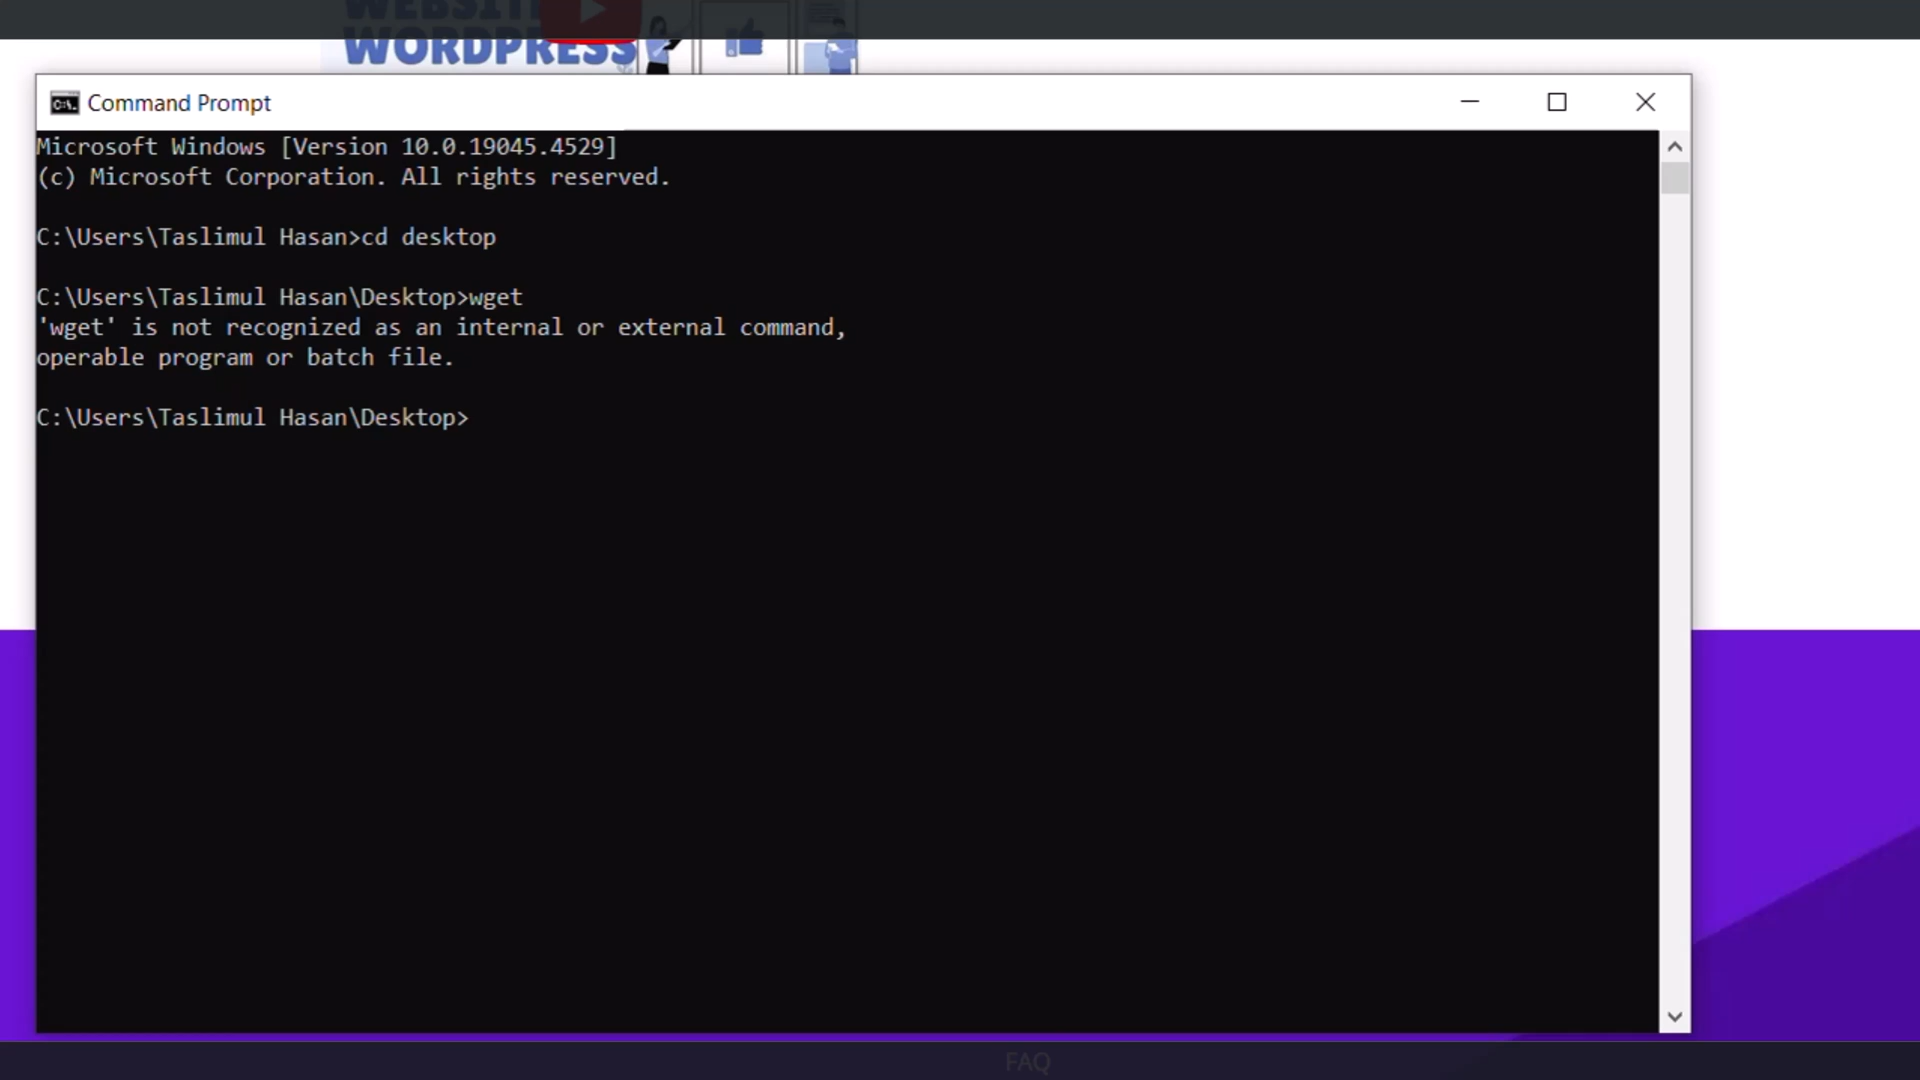 WEBSITE
WORDPRESS
Command Prompt
Microsoft Windows [Version 10.0.19045.4529]
(c) Microsoft Corporation. All rights reserved.
C:\Users\Taslimul Hasan>cd desktop
C:\Users\Taslimul Hasan\Desktop>wget
'wget' is not recognized as an internal or external command,
operable program or batch file.
C:\Users\Taslimul Hasan\Desktop>
FAQ